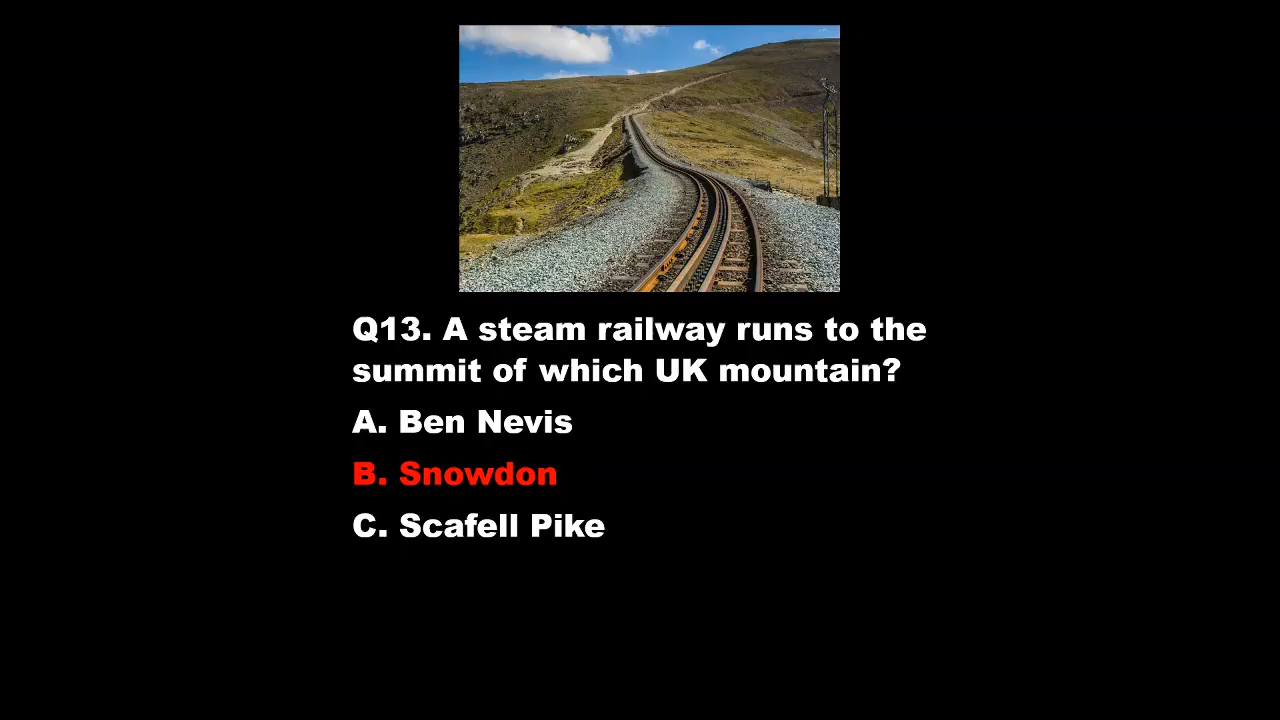 Q13. A steam railway runs to the
summit of which UK mountain?
A. Ben Nevis
B. Snowdon
C. Scafell Pike